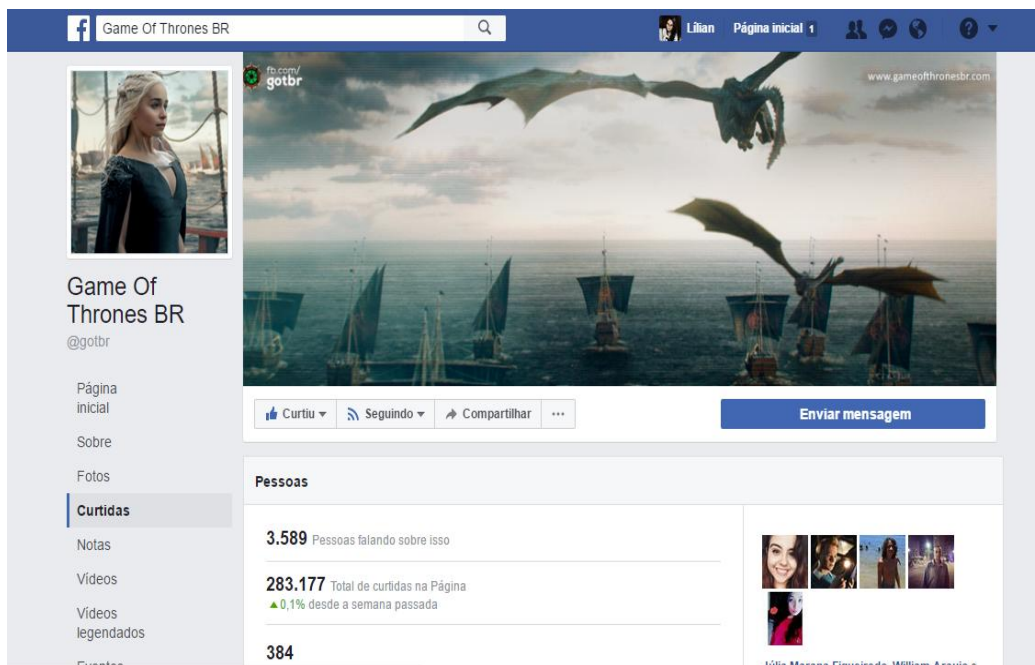 f
Game Of Thrones BR
Lílian
Página inicial 1
?
fb.com/
gotbr
www.gameofthronesbr.com
Game Of
Thrones BR
@gotbr
Página
inicial
Sobre
Fotos
Curtidas
Notas
Vídeos
Vídeos
legendados
Eventos
Curtiu
Seguindo
Compartilhar
...
Enviar mensagem
Pessoas
3.589 Pessoas falando sobre isso
283.177 Total de curtidas na Página
▲0,1% desde a semana passada
384